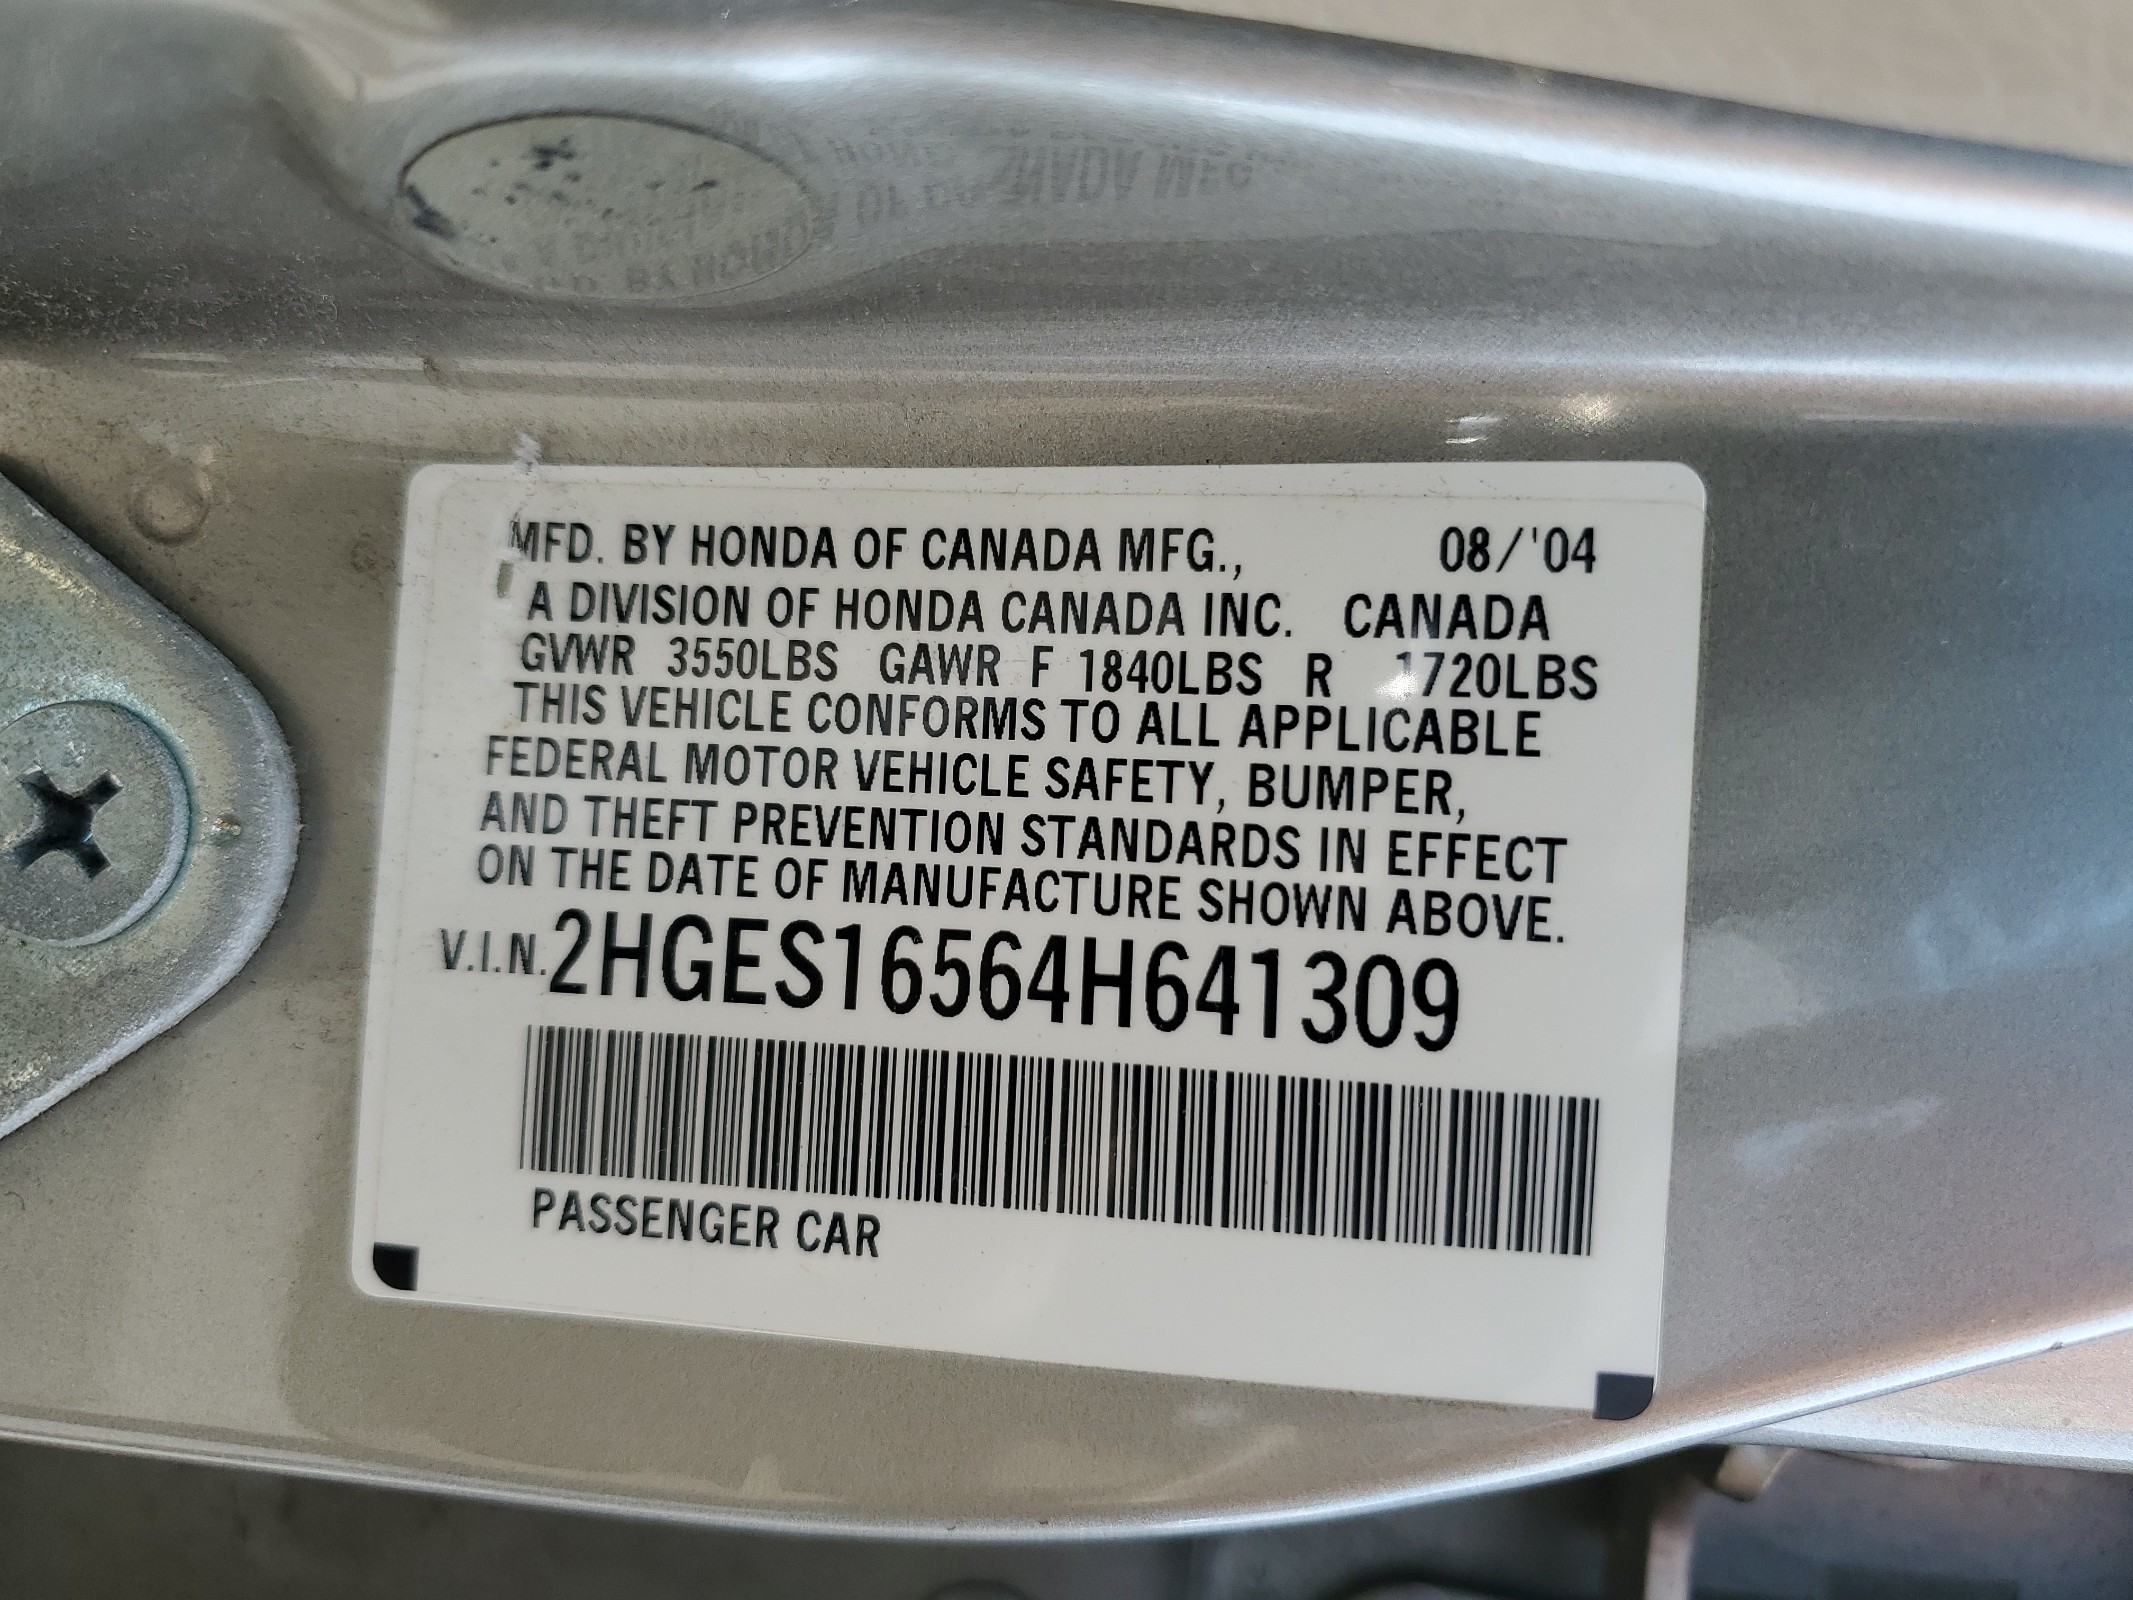 MFD. BY HONDA OF CANADA MFG., 08/'04
A DIVISION OF HONDA CANADA INC. CANADA
GVWR 3550LBS GAWR F 1840LBS R 1720LBS
THIS VEHICLE CONFORMS TO ALL APPLICABLE
FEDERAL MOTOR VEHICLE SAFETY, BUMPER,
AND THEFT PREVENTION STANDARDS IN EFFECT
ON THE DATE OF MANUFACTURE SHOWN ABOVE.
V.I.N. 2HGES16564H641309
PASSENGER CAR